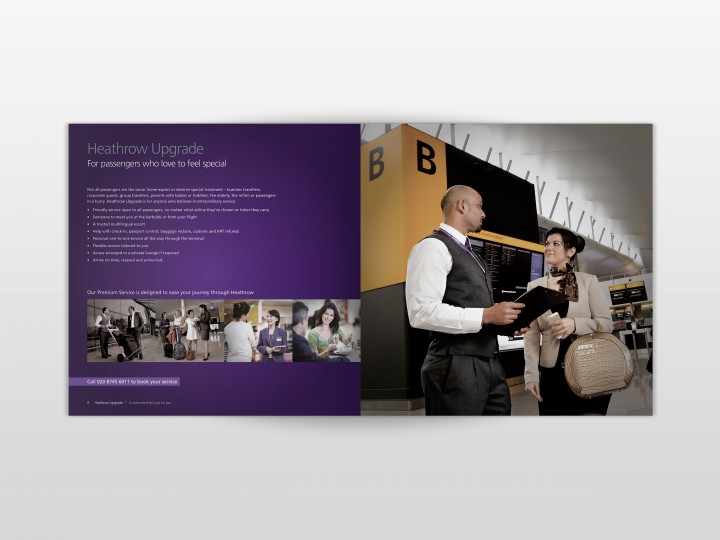 Heathrow Upgrade
For passengers who love to feel special
Not all passengers are the same. Some expect or deserve special treatment – business travellers,
corporate guests, group travellers, parents with babies or toddlers, the elderly, the infirm or passengers
in a hurry. Heathrow Upgrade is for anyone who believes in extraordinary service.
• Friendly service open to all passengers, no matter what airline they've chosen or ticket they carry
• Someone to meet you at the kerbside or from your flight
• A trusted multilingual escort
• Help with check-in, passport control, baggage reclaim, customs and VAT refunds
• Personal one-to-one service all the way through the terminal
• Flexible service tailored to you
• Access arranged to a private lounge if required
• Arrive on time, relaxed and unhurried.
Our Premium Service is designed to ease your journey through Heathrow
Call 020 8745 6011 to book your service
Heathrow Upgrade |
B
B